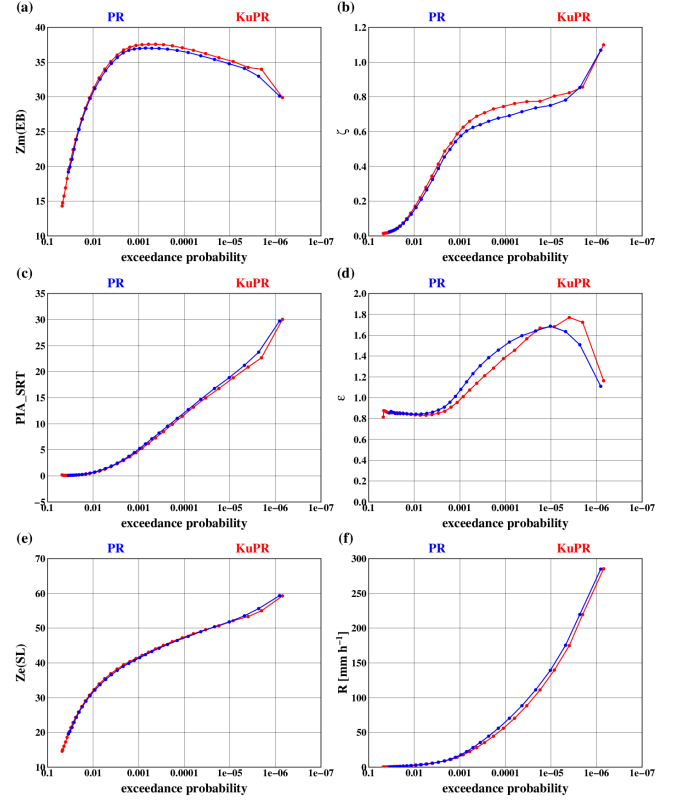 (a) PR KuPR
40
35
30
25
20
15
10
Zm(EB)
0.1 0.01 0.001 0.0001 1e−05 1e−06 1e−07
exceedance probability
(b) PR KuPR
1.2
1.0
0.8
0.6
0.4
0.2
0.0
ζ
0.1 0.01 0.001 0.0001 1e−05 1e−06 1e−07
exceedance probability
(c) PR KuPR
35
30
25
20
15
10
5
0
−5
PIA_SRT
0.1 0.01 0.001 0.0001 1e−05 1e−06 1e−07
exceedance probability
(d) PR KuPR
2.0
1.8
1.6
1.4
1.2
1.0
0.8
0.6
0.4
0.2
0.0
ε
0.1 0.01 0.001 0.0001 1e−05 1e−06 1e−07
exceedance probability
(e) PR KuPR
70
60
50
40
30
20
10
Ze(SL)
0.1 0.01 0.001 0.0001 1e−05 1e−06 1e−07
exceedance probability
(f) PR KuPR
300
250
200
150
100
50
0
R [mm h⁻¹]
0.1 0.01 0.001 0.0001 1e−05 1e−06 1e−07
exceedance probability